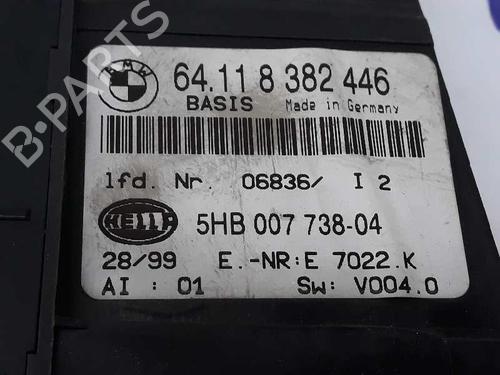 BMW
64.11 8 382 446
BASIS Made in Germany
lfd. Nr. 06836/ I 2
HELLA 5HB 007 738-04
28/99 E.-NR:E 7022.K
AI : 01 Sw: V004.0
B-PARTS